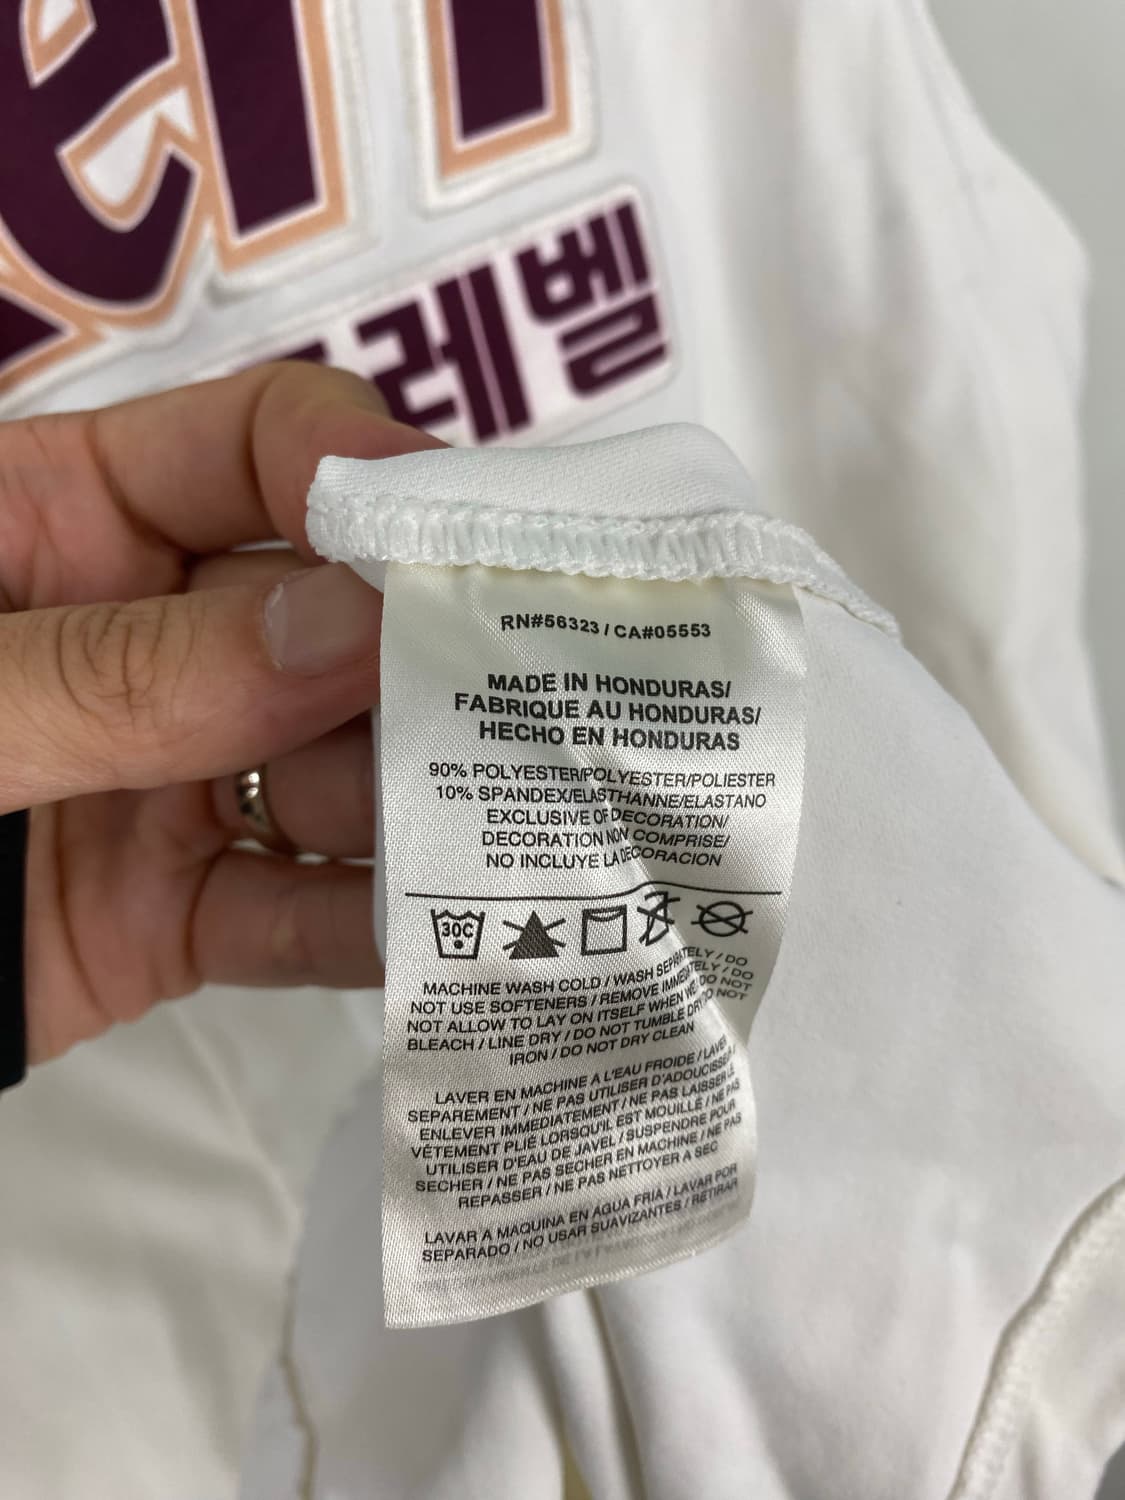 en
레벨
RN#56323 / CA#05553
MADE IN HONDURAS/
FABRIQUE AU HONDURAS/
HECHO EN HONDURAS
90% POLYESTER/POLYESTER/POLIESTER
10% SPANDEX/ELASTHANNE/ELASTANO
EXCLUSIVE OF DECORATION/
DECORATION NON COMPRISE/
NO INCLUYE LA DECORACION
30C
MACHINE WASH COLD / WASH SEPARATELY / DO
NOT USE SOFTENERS / REMOVE IMMEDIATELY / DO
NOT ALLOW TO LAY ON ITSELF WHEN WET/DO NOT
BLEACH / LINE DRY / DO NOT TUMBLE DRY/DO NOT
IRON / DO NOT DRY CLEAN
LAVER EN MACHINE A L'EAU FROIDE / LAVER
SEPAREMENT / NE PAS UTILISER D'ADOUCISSEA /
ENLEVER IMMEDIATEMENT / NE PAS LAISSER LE
VÊTEMENT PLIE LORSQU'IL EST MOUILLÉ / NE PAS
UTILISER D'EAU DE JAVEL / SUSPENDRE POUR
SECHER / NE PAS SECHER EN MACHINE / NE PAS
REPASSER / NE PAS NETTOYER A SEC
LAVAR A MAQUINA EN AGUA FRIA / LAVAR POR
SEPARADO / NO USAR SUAVIZANTES / RETIRAR